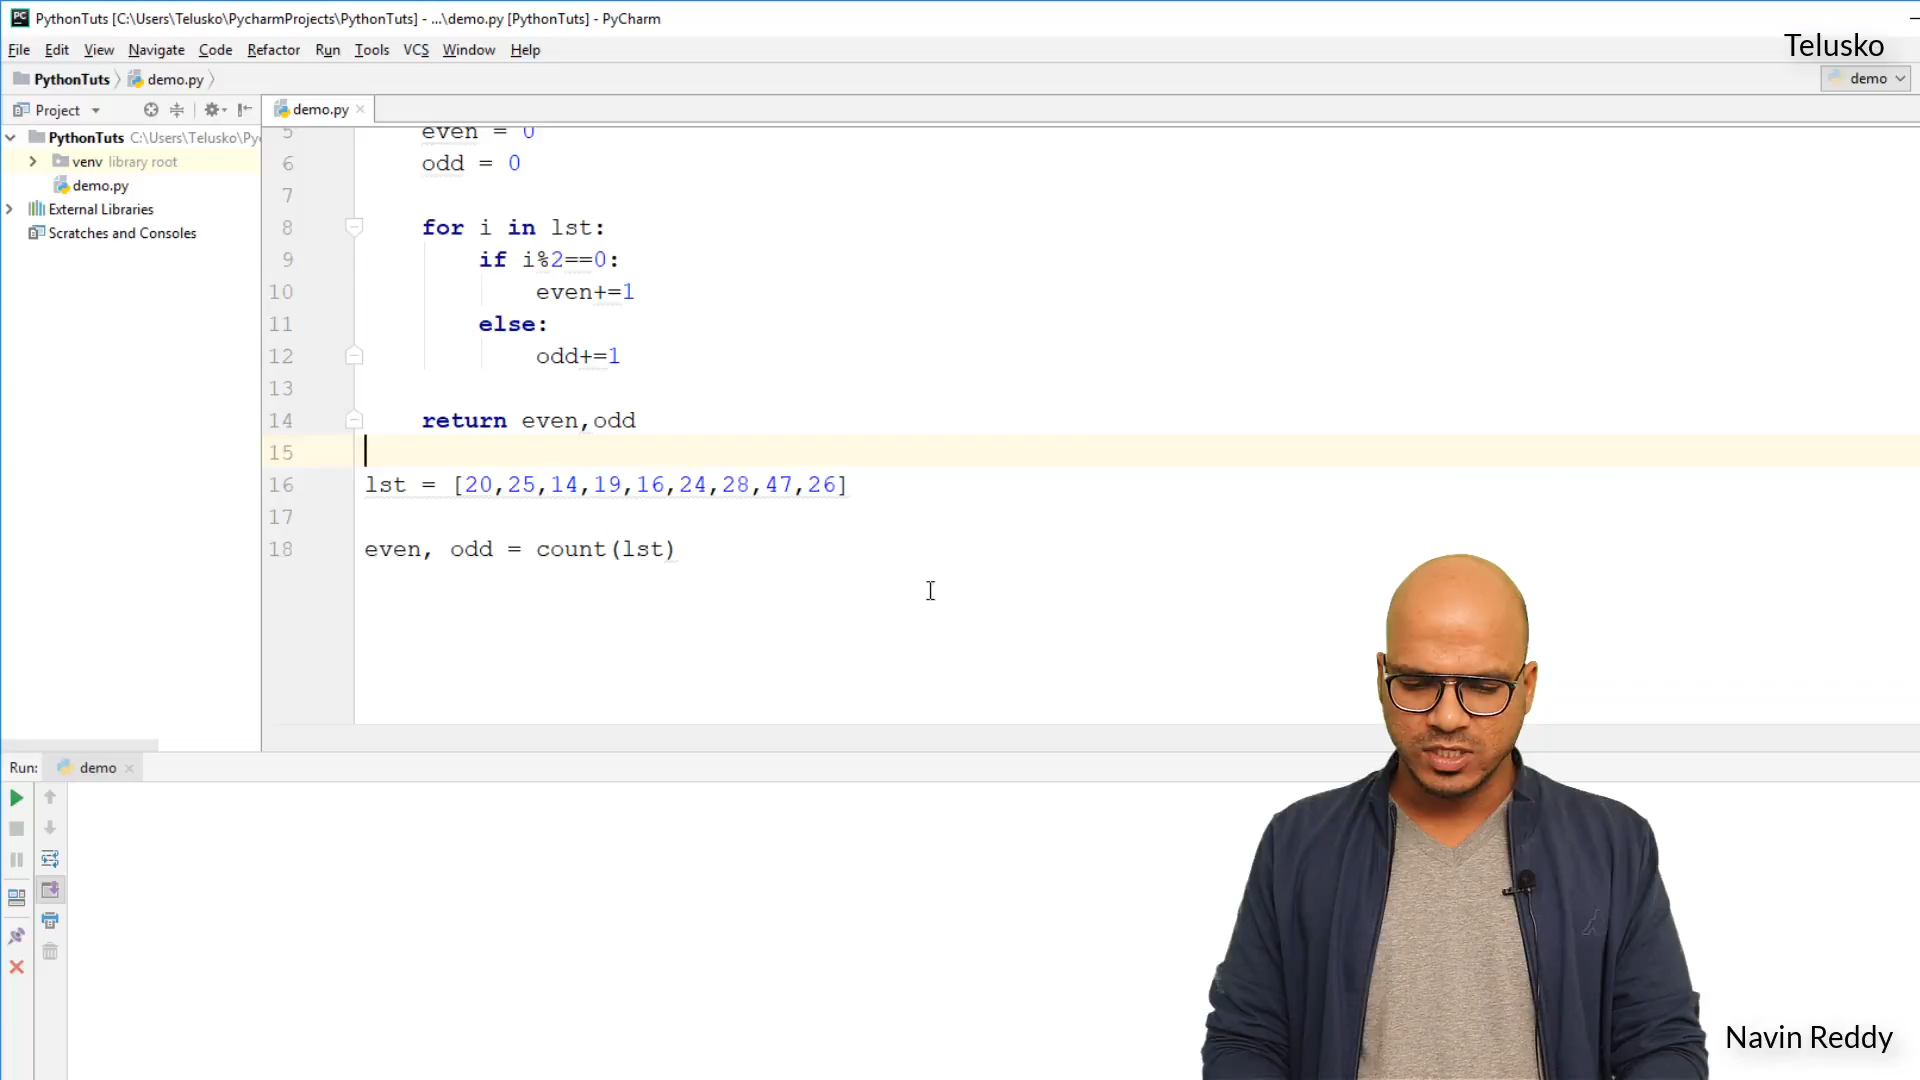 PythonTuts [C:\Users\Telusko\PycharmProjects\PythonTuts] - ...\demo.py [PythonTuts] - PyCharm
File Edit View Navigate Code Refactor Run Tools VCS Window Help
Telusko
PythonTuts demo.py
demo
Project
demo.py
PythonTuts C:\Users\Telusko\Py
venv library root
demo.py
External Libraries
Scratches and Consoles
5 even = 0
6 odd = 0
7
8 for i in lst:
9 if i%2==0:
10 even+=1
11 else:
12 odd+=1
13
14 return even,odd
15
16 lst = [20,25,14,19,16,24,28,47,26]
17
18 even, odd = count(lst)
Run: demo
Navin Reddy